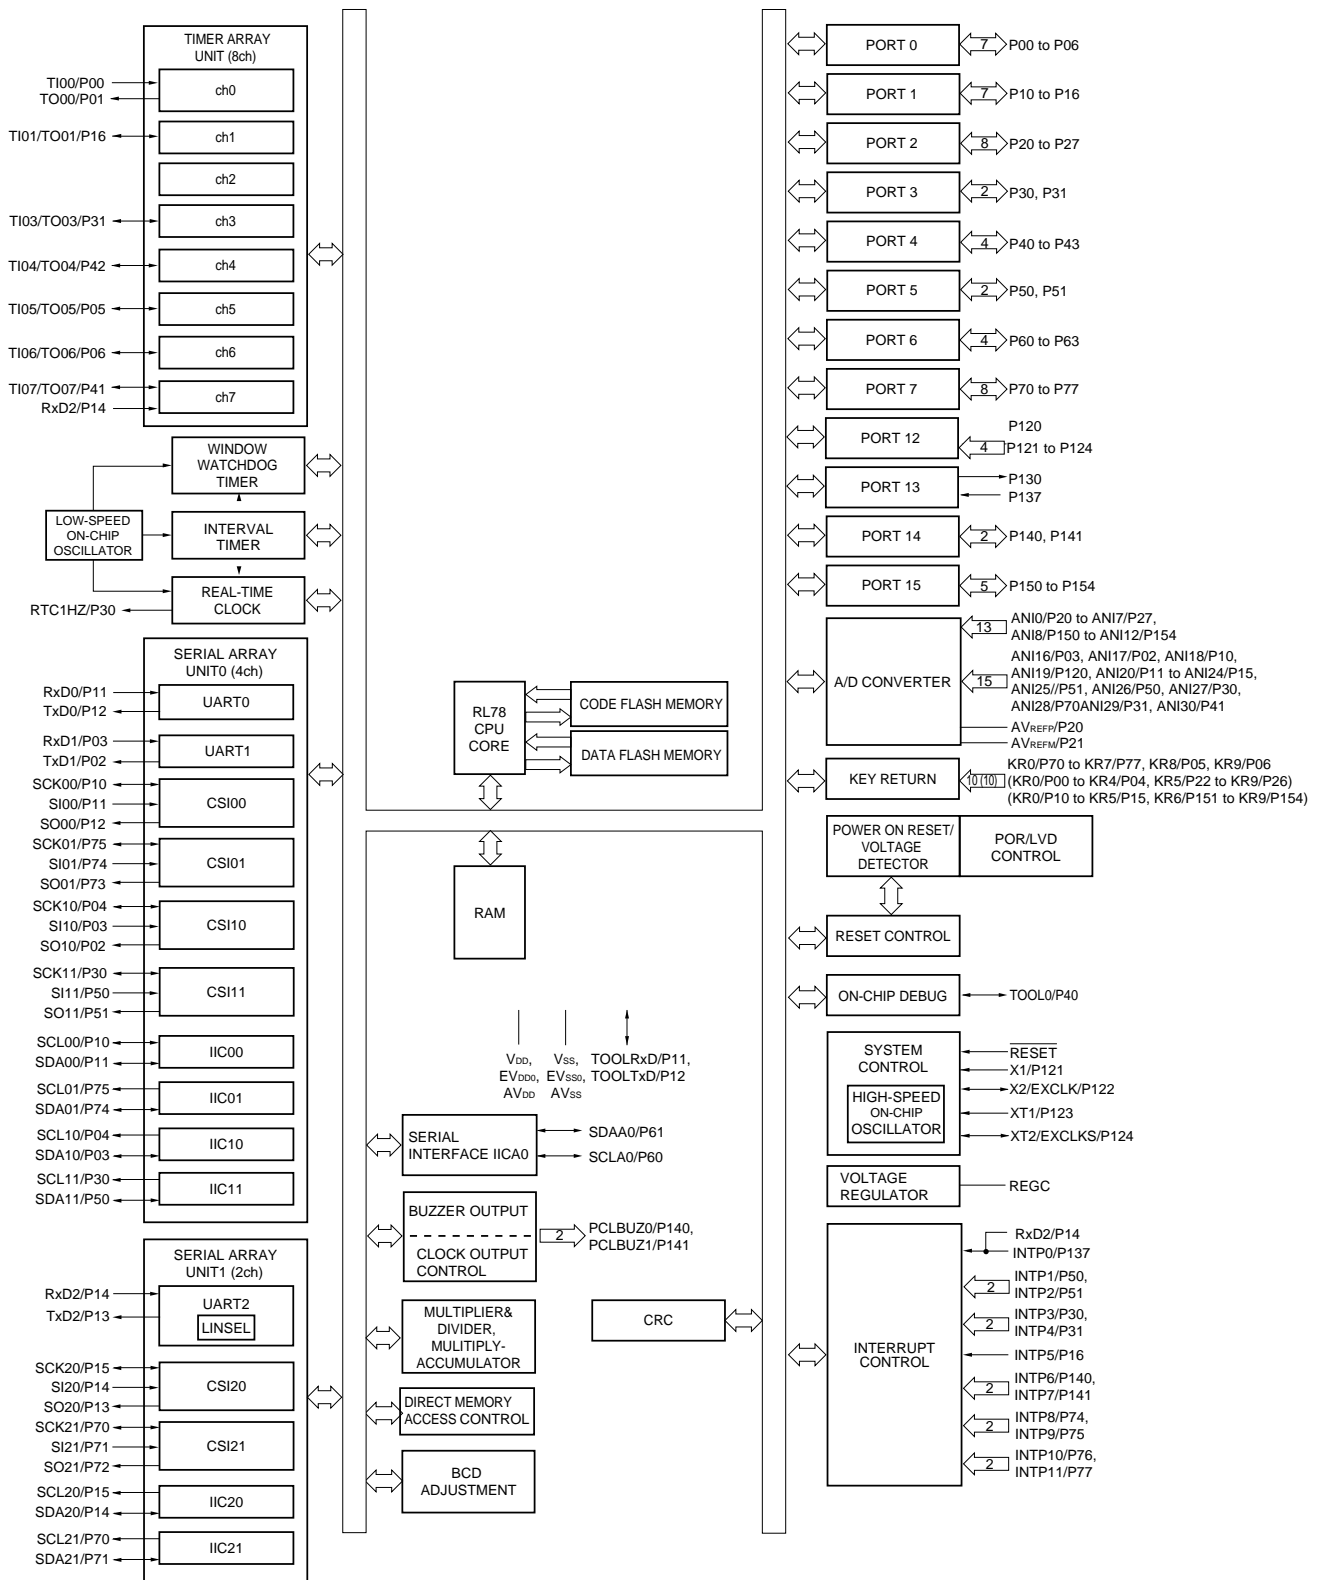 TIMER ARRAY
UNIT (8ch)
TI00/P00
TO00/P01
ch0
TI01/TO01/P16
ch1
ch2
TI03/TO03/P31
ch3
TI04/TO04/P42
ch4
TI05/TO05/P05
ch5
TI06/TO06/P06
ch6
TI07/TO07/P41
RxD2/P14
ch7
WINDOW
WATCHDOG
TIMER
LOW-SPEED
ON-CHIP
OSCILLATOR
INTERVAL
TIMER
REAL-TIME
CLOCK
RTC1HZ/P30
SERIAL ARRAY
UNIT0 (4ch)
RxD0/P11
TxD0/P12
UART0
RxD1/P03
TxD1/P02
UART1
SCK00/P10
SI00/P11
SO00/P12
CSI00
SCK01/P75
SI01/P74
SO01/P73
CSI01
SCK10/P04
SI10/P03
SO10/P02
CSI10
SCK11/P30
SI11/P50
SO11/P51
CSI11
SCL00/P10
SDA00/P11
IIC00
SCL01/P75
SDA01/P74
IIC01
SCL10/P04
SDA10/P03
IIC10
SCL11/P30
SDA11/P50
IIC11
SERIAL ARRAY
UNIT1 (2ch)
RxD2/P14
TxD2/P13
UART2
LINSEL
SCK20/P15
SI20/P14
SO20/P13
CSI20
SCK21/P70
SI21/P71
SO21/P72
CSI21
SCL20/P15
SDA20/P14
IIC20
SCL21/P70
SDA21/P71
IIC21
RL78
CPU
CORE
CODE FLASH MEMORY
DATA FLASH MEMORY
RAM
VDD,
EVDD0,
AVDD
VSS,
EVSS0,
AVSS
TOOLRxD/P11,
TOOLTxD/P12
SERIAL
INTERFACE IICA0
SDAA0/P61
SCLA0/P60
BUZZER OUTPUT
CLOCK OUTPUT
CONTROL
2
PCLBUZ0/P140,
PCLBUZ1/P141
MULTIPLIER&
DIVIDER,
MULITIPLY-
ACCUMULATOR
DIRECT MEMORY
ACCESS CONTROL
BCD
ADJUSTMENT
CRC
PORT 0
7
P00 to P06
PORT 1
7
P10 to P16
PORT 2
8
P20 to P27
PORT 3
2
P30, P31
PORT 4
4
P40 to P43
PORT 5
2
P50, P51
PORT 6
4
P60 to P63
PORT 7
8
P70 to P77
PORT 12
P120
4
P121 to P124
PORT 13
P130
P137
PORT 14
2
P140, P141
PORT 15
5
P150 to P154
A/D CONVERTER
13
ANI0/P20 to ANI7/P27,
ANI8/P150 to ANI12/P154
15
ANI16/P03, ANI17/P02, ANI18/P10,
ANI19/P120, ANI20/P11 to ANI24/P15,
ANI25//P51, ANI26/P50, ANI27/P30,
ANI28/P70ANI29/P31, ANI30/P41
AVREFP/P20
AVREFM/P21
KEY RETURN
10 (10)
KR0/P70 to KR7/P77, KR8/P05, KR9/P06
(KR0/P00 to KR4/P04, KR5/P22 to KR9/P26)
(KR0/P10 to KR5/P15, KR6/P151 to KR9/P154)
POWER ON RESET/
VOLTAGE
DETECTOR
POR/LVD
CONTROL
RESET CONTROL
ON-CHIP DEBUG
TOOL0/P40
SYSTEM
CONTROL
HIGH-SPEED
ON-CHIP
OSCILLATOR
RESET
X1/P121
X2/EXCLK/P122
XT1/P123
XT2/EXCLKS/P124
VOLTAGE
REGULATOR
REGC
INTERRUPT
CONTROL
RxD2/P14
INTP0/P137
2
INTP1/P50,
INTP2/P51
2
INTP3/P30,
INTP4/P31
INTP5/P16
2
INTP6/P140,
INTP7/P141
2
INTP8/P74,
INTP9/P75
2
INTP10/P76,
INTP11/P77